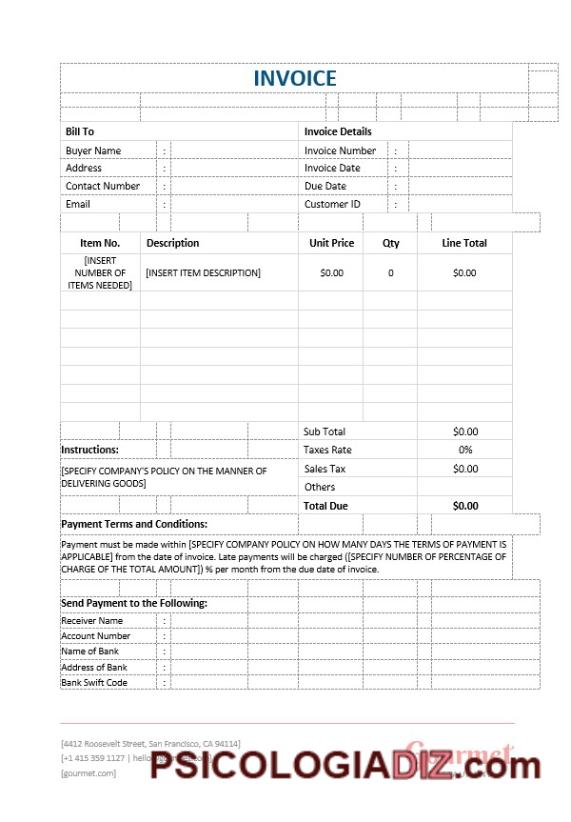 INVOICE
Bill To Invoice Details
Buyer Name : Invoice Number :
Address : Invoice Date :
Contact Number : Due Date :
Email : Customer ID :
Item No. Description Unit Price Qty Line Total
[INSERT
NUMBER OF
ITEMS NEEDED] [INSERT ITEM DESCRIPTION] $0.00 0 $0.00
Sub Total $0.00
Instructions: Taxes Rate 0%
[SPECIFY COMPANY'S POLICY ON THE MANNER OF
DELIVERING GOODS] Sales Tax $0.00
Others
Total Due $0.00
Payment Terms and Conditions:
Payment must be made within [SPECIFY COMPANY POLICY ON HOW MANY DAYS THE TERMS OF PAYMENT IS
APPLICABLE] from the date of invoice. Late payments will be charged ([SPECIFY NUMBER OF PERCENTAGE OF
CHARGE OF THE TOTAL AMOUNT]) % per month from the due date of invoice.
Send Payment to the Following:
Receiver Name :
Account Number :
Name of Bank :
Address of Bank :
Bank Swift Code :
[4412 Roosevelt Street, San Francisco, CA 94114]
[+1 415 359 1127 |
[gourmet.com]
Gourmet
PSICOLOGIADIZ.com